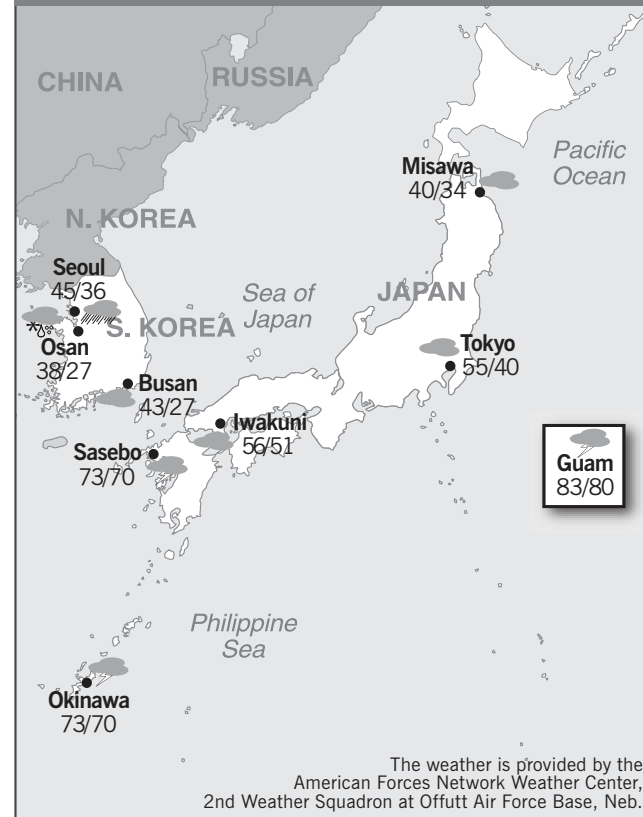 CHINA
RUSSIA
Pacific
Ocean
Misawa
40/34
N. KOREA
Seoul
45/36
Sea of
Japan
JAPAN
S. KOREA
Osan
38/27
Tokyo
55/40
Busan
43/27
Iwakuni
56/51
Sasebo
73/70
Guam
83/80
Philippine
Sea
Okinawa
73/70
The weather is provided by the
American Forces Network Weather Center,
2nd Weather Squadron at Offutt Air Force Base, Neb.